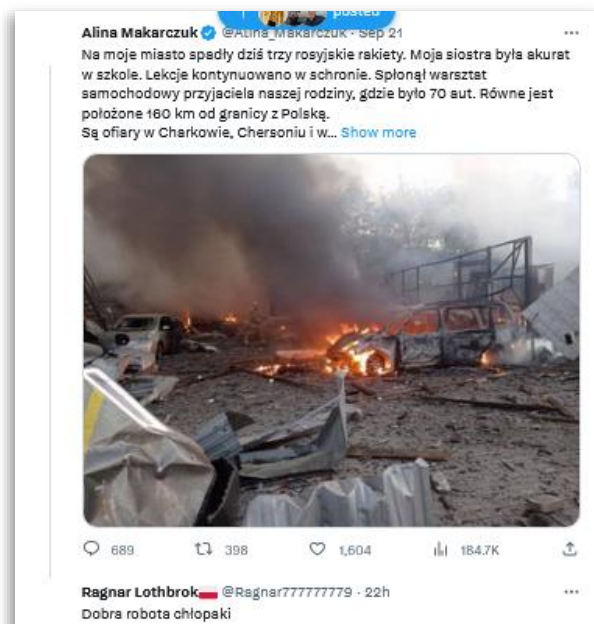 posted
Alina Makarczuk @Alina_Makarczuk · Sep 21
Na moje miasto spadły dziś trzy rosyjskie rakiety. Moja siostra była akurat
w szkole. Lekcje kontynuowano w schronie. Spłonął warsztat
samochodowy przyjaciela naszej rodziny, gdzie było 70 aut. Równe jest
położone 160 km od granicy z Polską.
Są ofiary w Charkowie, Chersoniu i w... Show more
689 398 1,604 184.7K
Ragnar Lothbrok @Ragnar777777779 · 22h
Dobra robota chłopaki